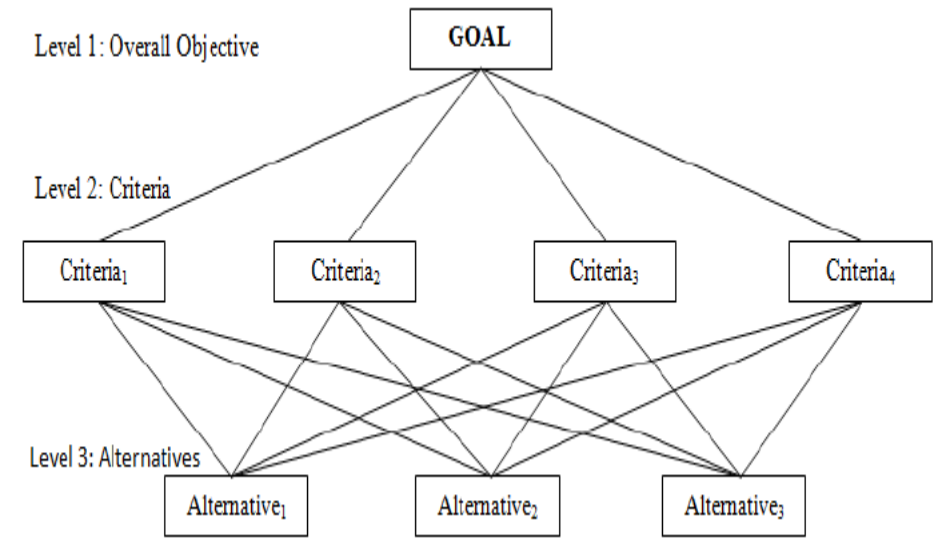 Level 1: Overall Objective
GOAL
Level 2: Criteria
Criteria₁
Criteria₂
Criteria₃
Criteria₄
Level 3: Alternatives
Alternative₁
Alternative₂
Alternative₃